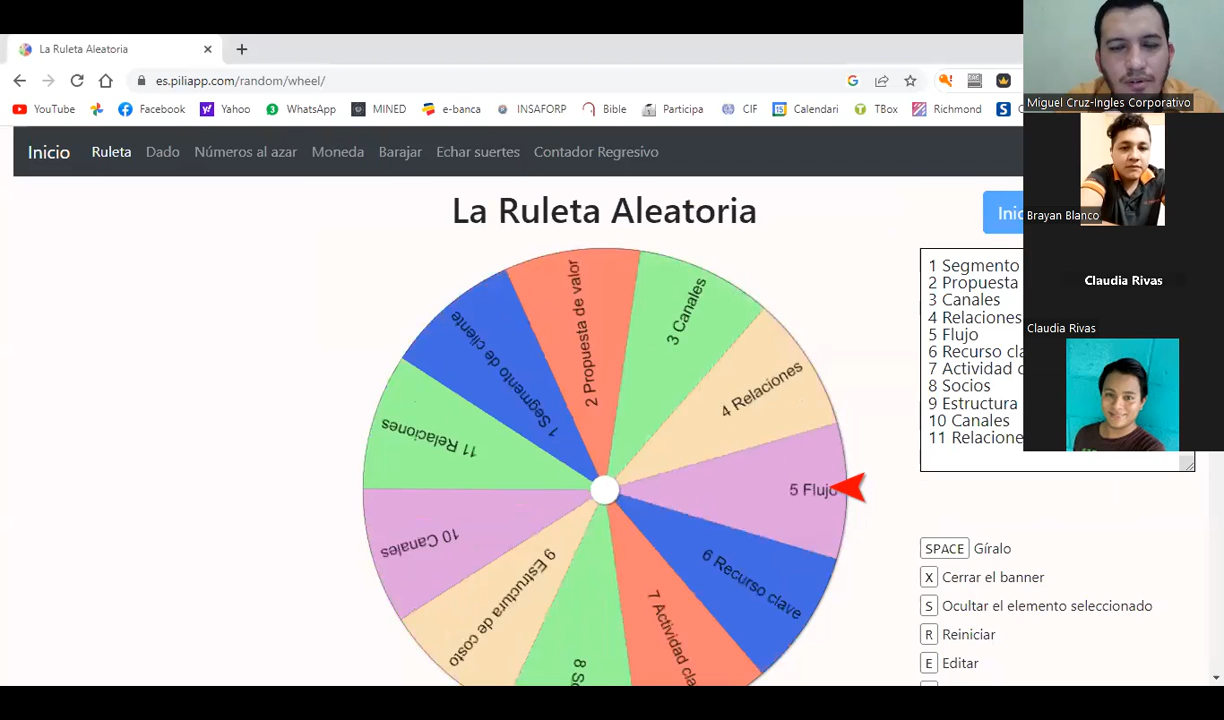 La Ruleta Aleatoria
es.piliapp.com/random/wheel/
YouTube
Facebook
Yahoo
WhatsApp
MINED
e-banca
INSAFORP
Bible
Participa
CIF
Calendari
TBox
Richmond
Inicio
Ruleta
Dado
Números al azar
Moneda
Barajar
Echar suertes
Contador Regresivo
La Ruleta Aleatoria
1 Segmento de cliente
2 Propuesta de valor
3 Canales
4 Relaciones
5 Flujo
6 Recurso clave
7 Actividad cla
8 So
9 Estructura de costo
10 Canales
11 Relaciones
1 Segmento
2 Propuesta
3 Canales
4 Relaciones
5 Flujo
6 Recurso cla
7 Actividad c
8 Socios
9 Estructura
10 Canales
11 Relacione
SPACE Gíralo
X Cerrar el banner
S Ocultar el elemento seleccionado
R Reiniciar
E Editar
Miguel Cruz-Ingles Corporativo
Brayan Blanco
Claudia Rivas
Claudia Rivas